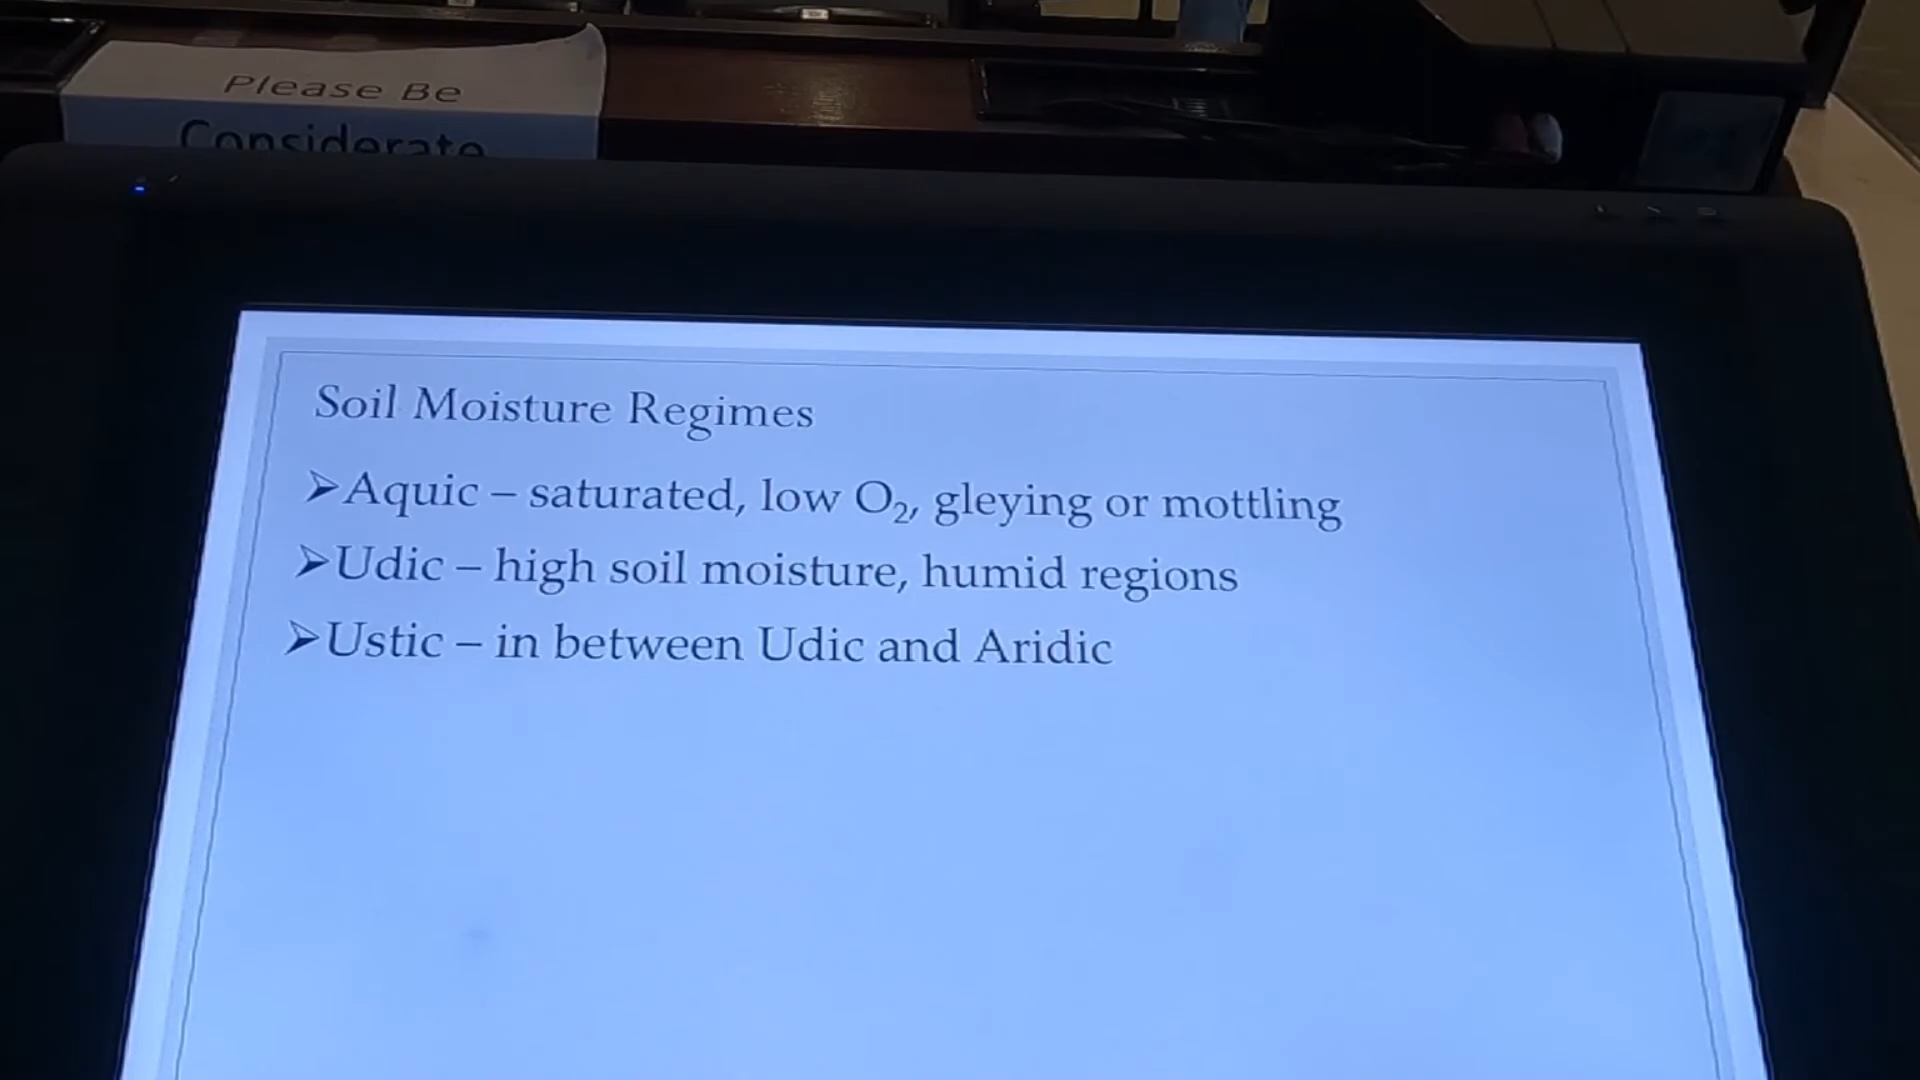 Please Be
Considerate
Soil Moisture Regimes
➢Aquic – saturated, low O₂, gleying or mottling
➢Udic – high soil moisture, humid regions
➢Ustic – in between Udic and Aridic